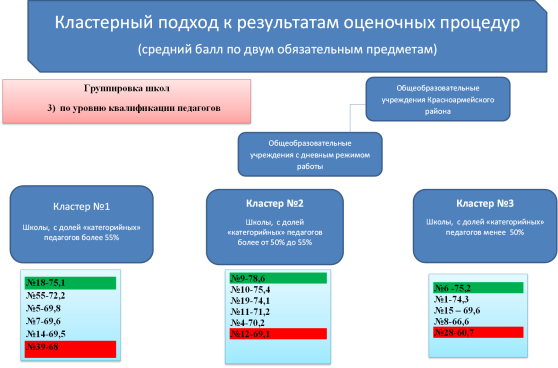 Кластерный подход к результатам оценочных процедур
(средний балл по двум обязательным предметам)
Группировка школ
3) по уровню квалификации педагогов
Общеобразовательные
учреждения Красноармейского
района
Общеобразовательные
учреждения с дневным режимом
работы
Кластер №1
Школы, с долей «категорийных»
педагогов более 55%
Кластер №2
Школы, с долей «категорийных» педагогов
более от 50% до 55%
Кластер №3
Школы, с долей «категорийных»
педагогов менее 50%
№18-75,1
№55-72,2
№5-69,8
№7-69,6
№14-69,5
№39-68
№9-78,6
№10-75,4
№19-74,1
№11-71,2
№4-70,2
№12-69,1
№6 -75,2
№1-74,3
№15 – 69,6
№8-66,6
№28-60,7